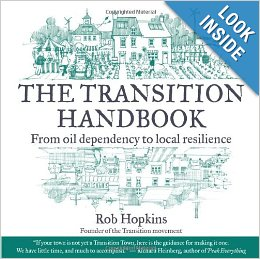 LOOK
INSIDE!
THE TRANSITION
HANDBOOK
From oil dependency to local resilience
Rob Hopkins
Founder of the Transition movement
"If your town is not yet a Transition Town, here is the guidance for making it one.
We have little time, and much to accomplish." – Richard Heinberg, author of Peak Everything